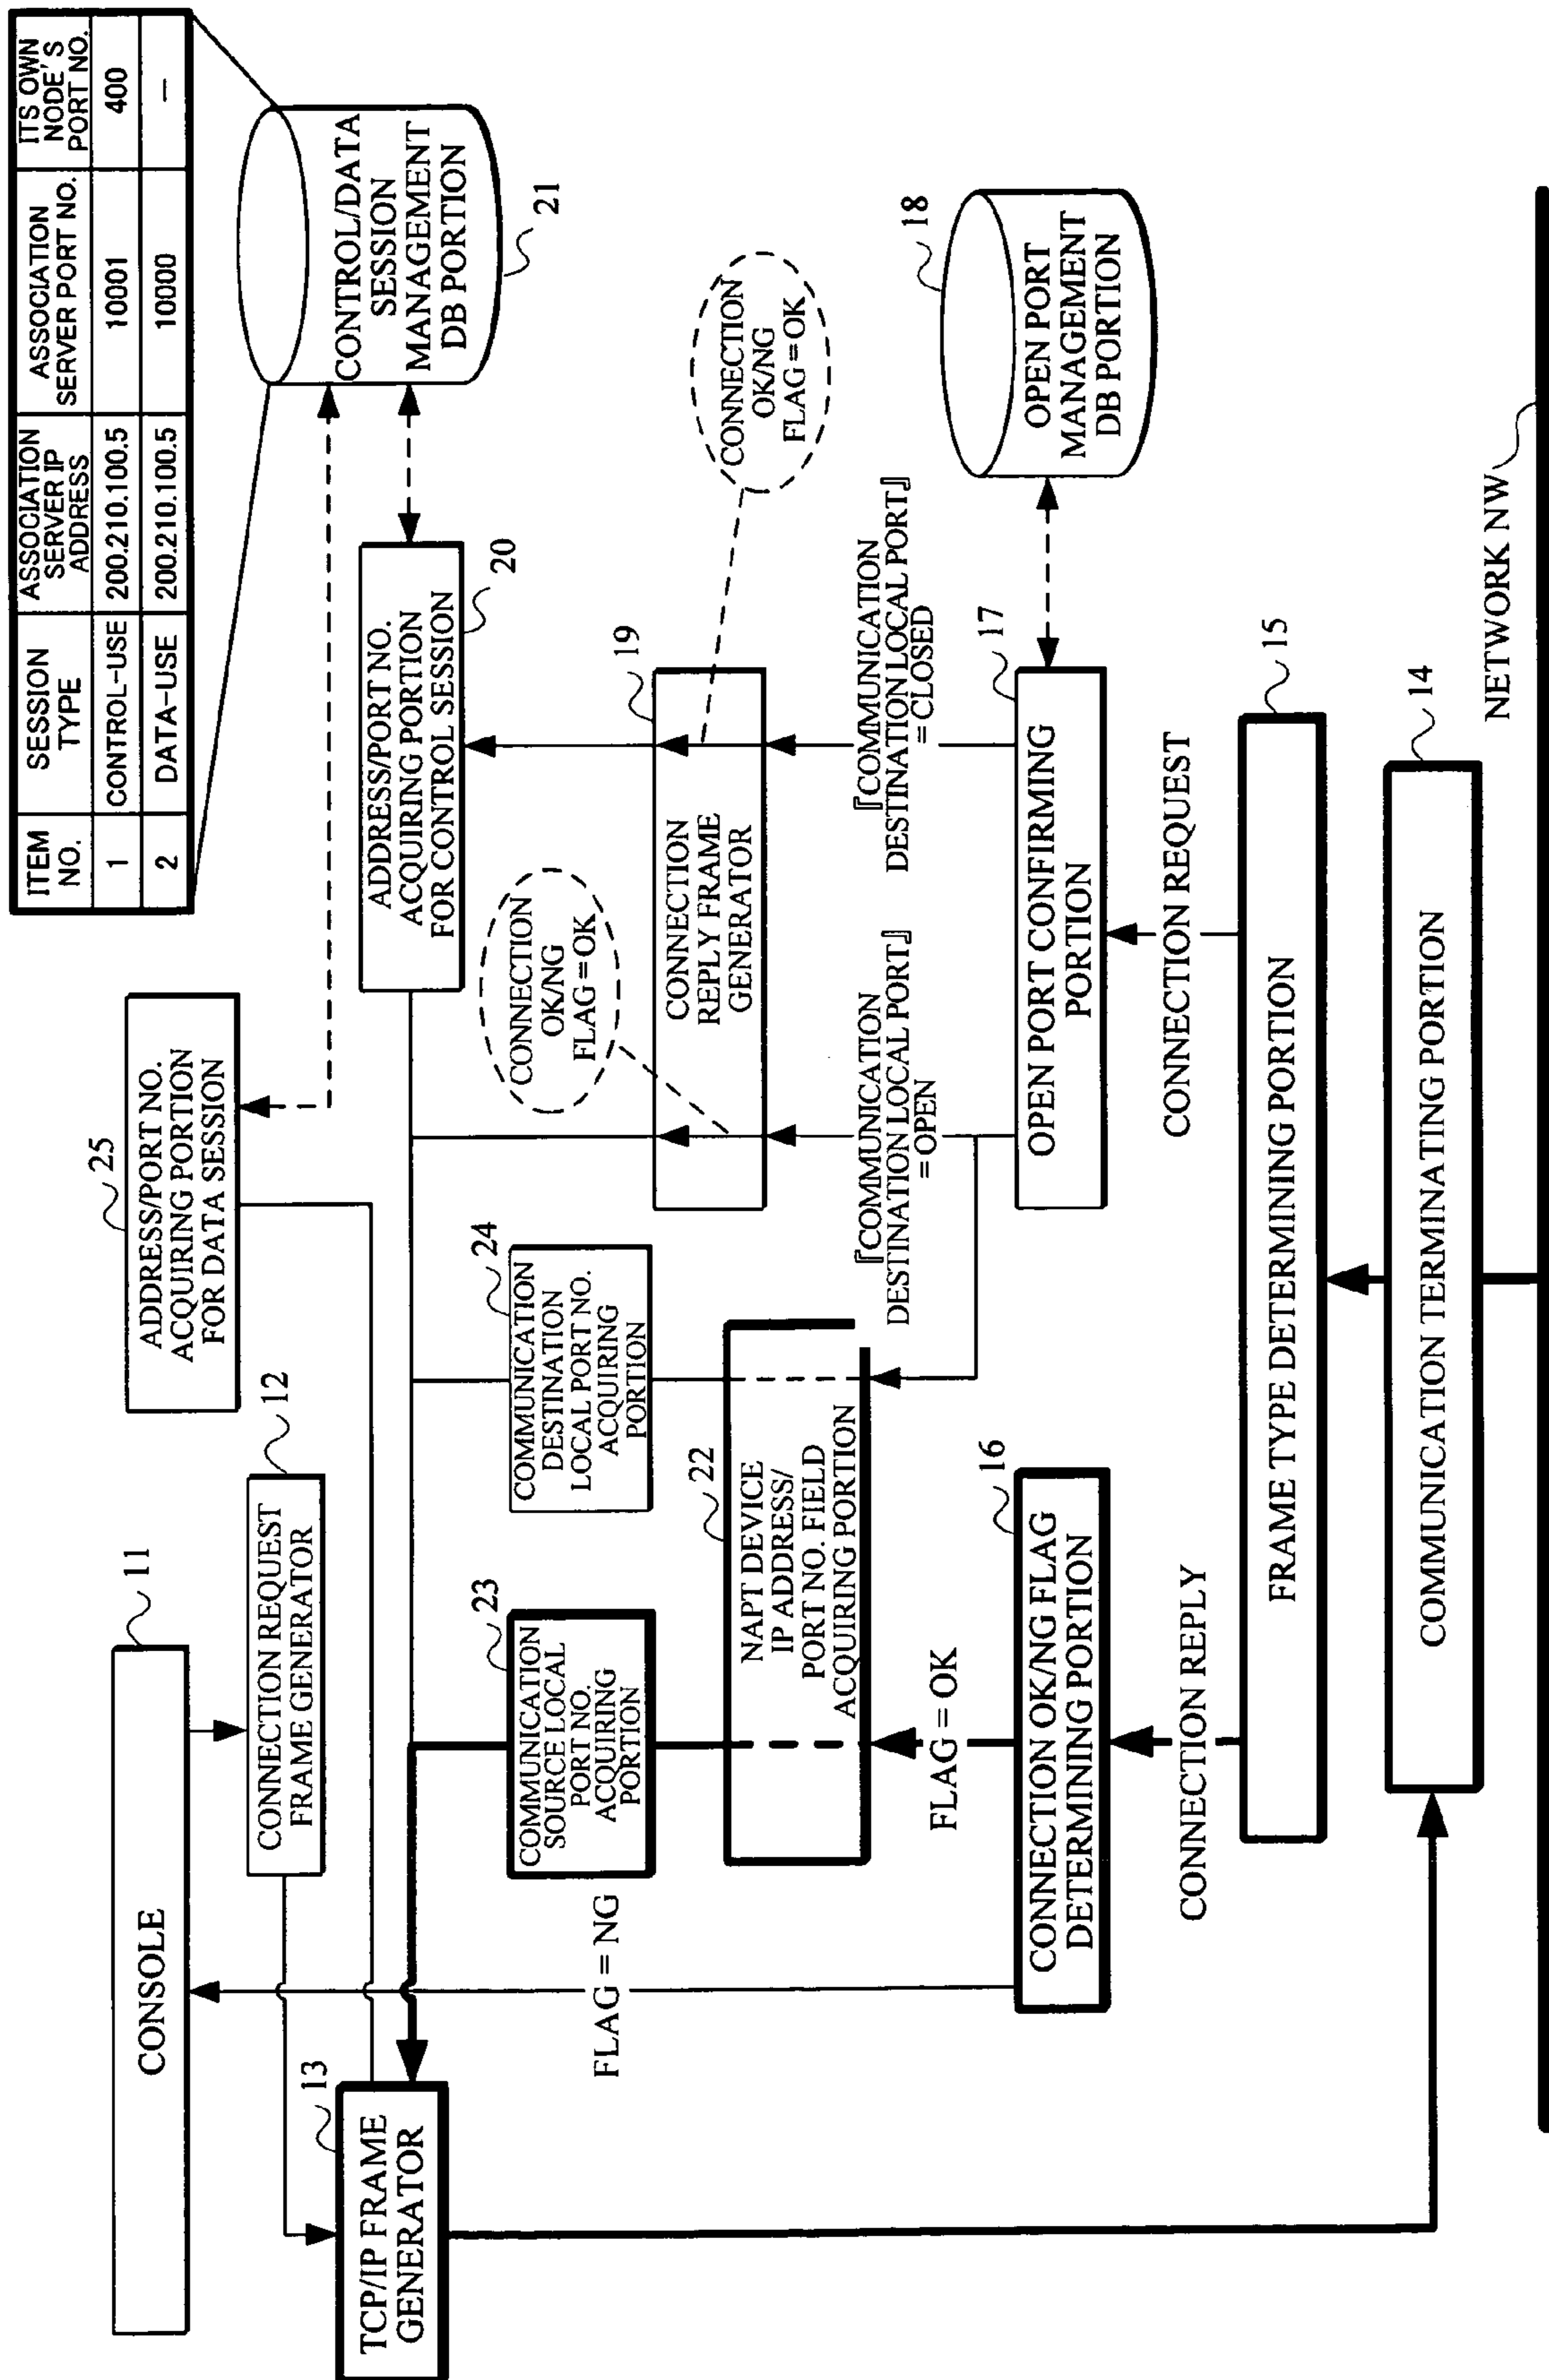 ITEM NO.
SESSION TYPE
ASSOCIATION SERVER IP ADDRESS
ASSOCIATION SERVER PORT NO.
ITS OWN NODE'S PORT NO.
1
CONTROL-USE
200.210.100.5
10001
400
2
DATA-USE
200.210.100.5
10000
—
CONSOLE
11
CONNECTION REQUEST
FRAME GENERATOR
12
25
ADDRESS/PORT NO.
ACQUIRING PORTION
FOR DATA SESSION
CONTROL/DATA
SESSION
MANAGEMENT
DB PORTION
21
13
TCP/IP FRAME
GENERATOR
ADDRESS/PORT NO.
ACQUIRING PORTION
FOR CONTROL SESSION
20
FLAG = NG
23
COMMUNICATION
SOURCE LOCAL
PORT NO.
ACQUIRING
PORTION
24
COMMUNICATION
DESTINATION
LOCAL PORT NO.
ACQUIRING
PORTION
CONNECTION
OK/NG
FLAG = OK
19
CONNECTION
REPLY FRAME
GENERATOR
CONNECTION
OK/NG
FLAG = OK
22
NAPT DEVICE
IP ADDRESS/
PORT NO. FIELD
ACQUIRING PORTION
『COMMUNICATION
DESTINATION LOCAL PORT』
= OPEN
『COMMUNICATION
DESTINATION LOCAL PORT』
= CLOSED
18
OPEN PORT
MANAGEMENT
DB PORTION
FLAG = OK
16
CONNECTION OK/NG FLAG
DETERMINING PORTION
17
OPEN PORT CONFIRMING
PORTION
CONNECTION REPLY
CONNECTION REQUEST
15
FRAME TYPE DETERMINING PORTION
14
COMMUNICATION TERMINATING PORTION
NETWORK NW